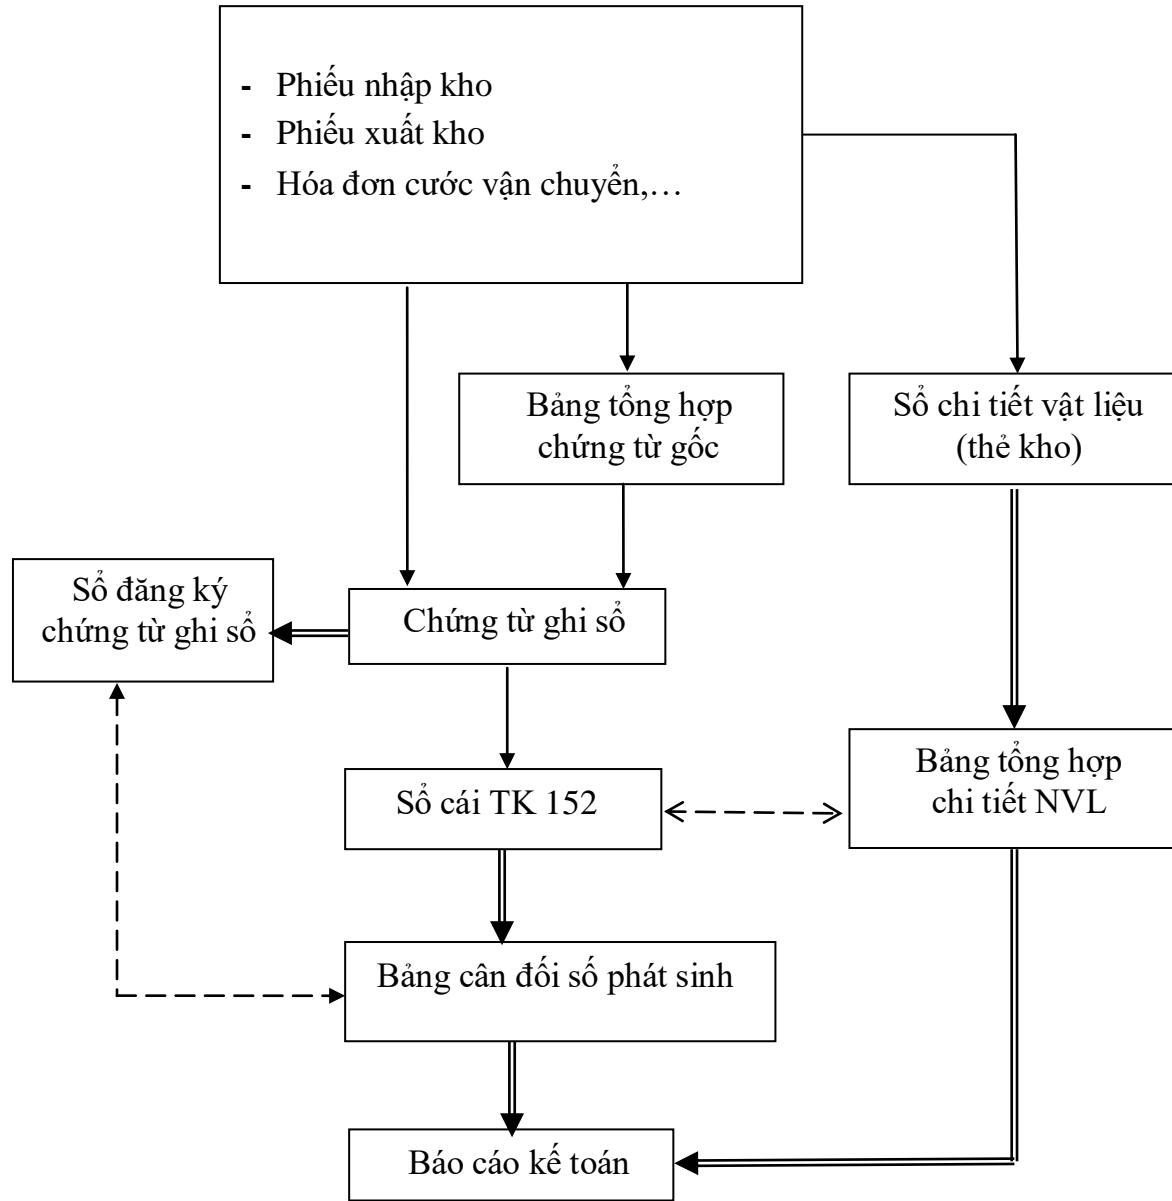 - Phiếu nhập kho
- Phiếu xuất kho
- Hóa đơn cước vận chuyển,…
Bảng tổng hợp
chứng từ gốc
Sổ chi tiết vật liệu
(thẻ kho)
Sổ đăng ký
chứng từ ghi sổ
Chứng từ ghi sổ
Sổ cái TK 152
Bảng tổng hợp
chi tiết NVL
Bảng cân đối số phát sinh
Báo cáo kế toán